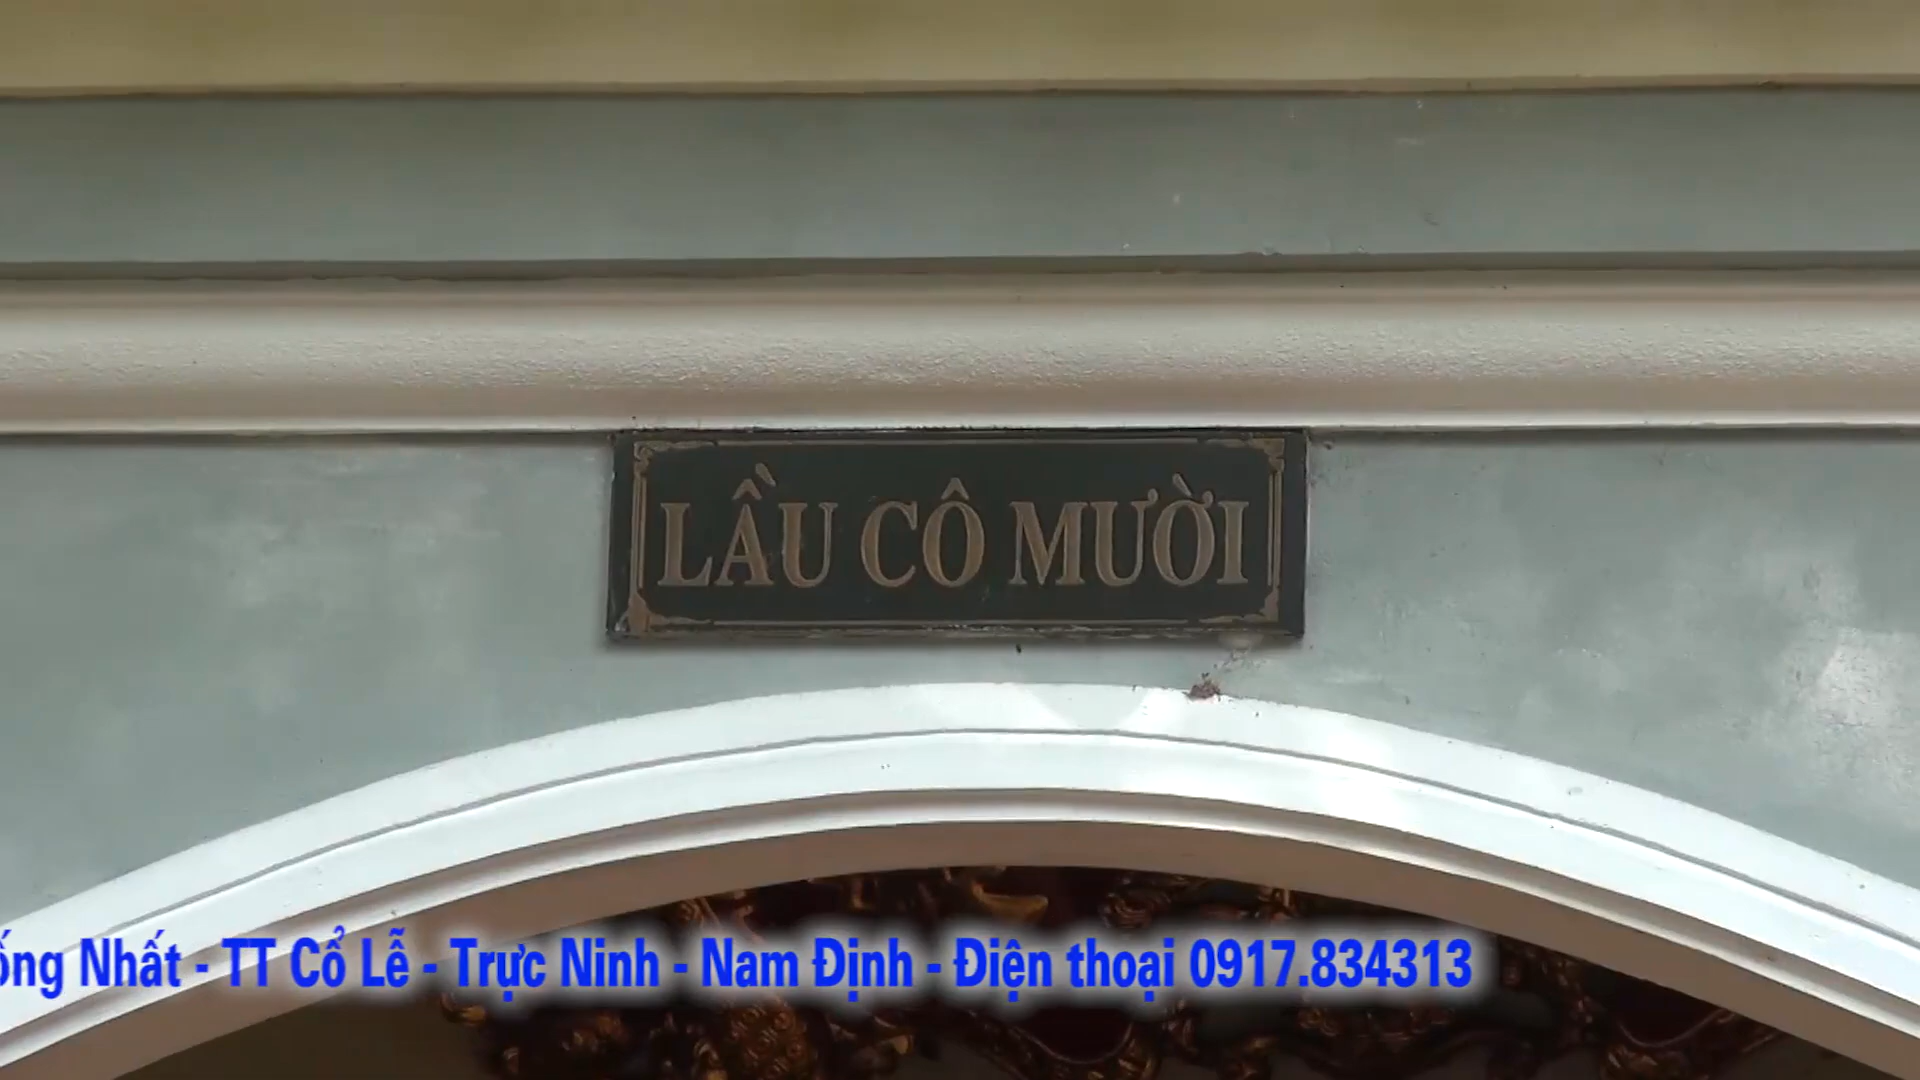 LẦU CÔ MƯỜI
ống Nhất - TT Cổ Lễ - Trực Ninh - Nam Định - Điện thoại 0917.834313